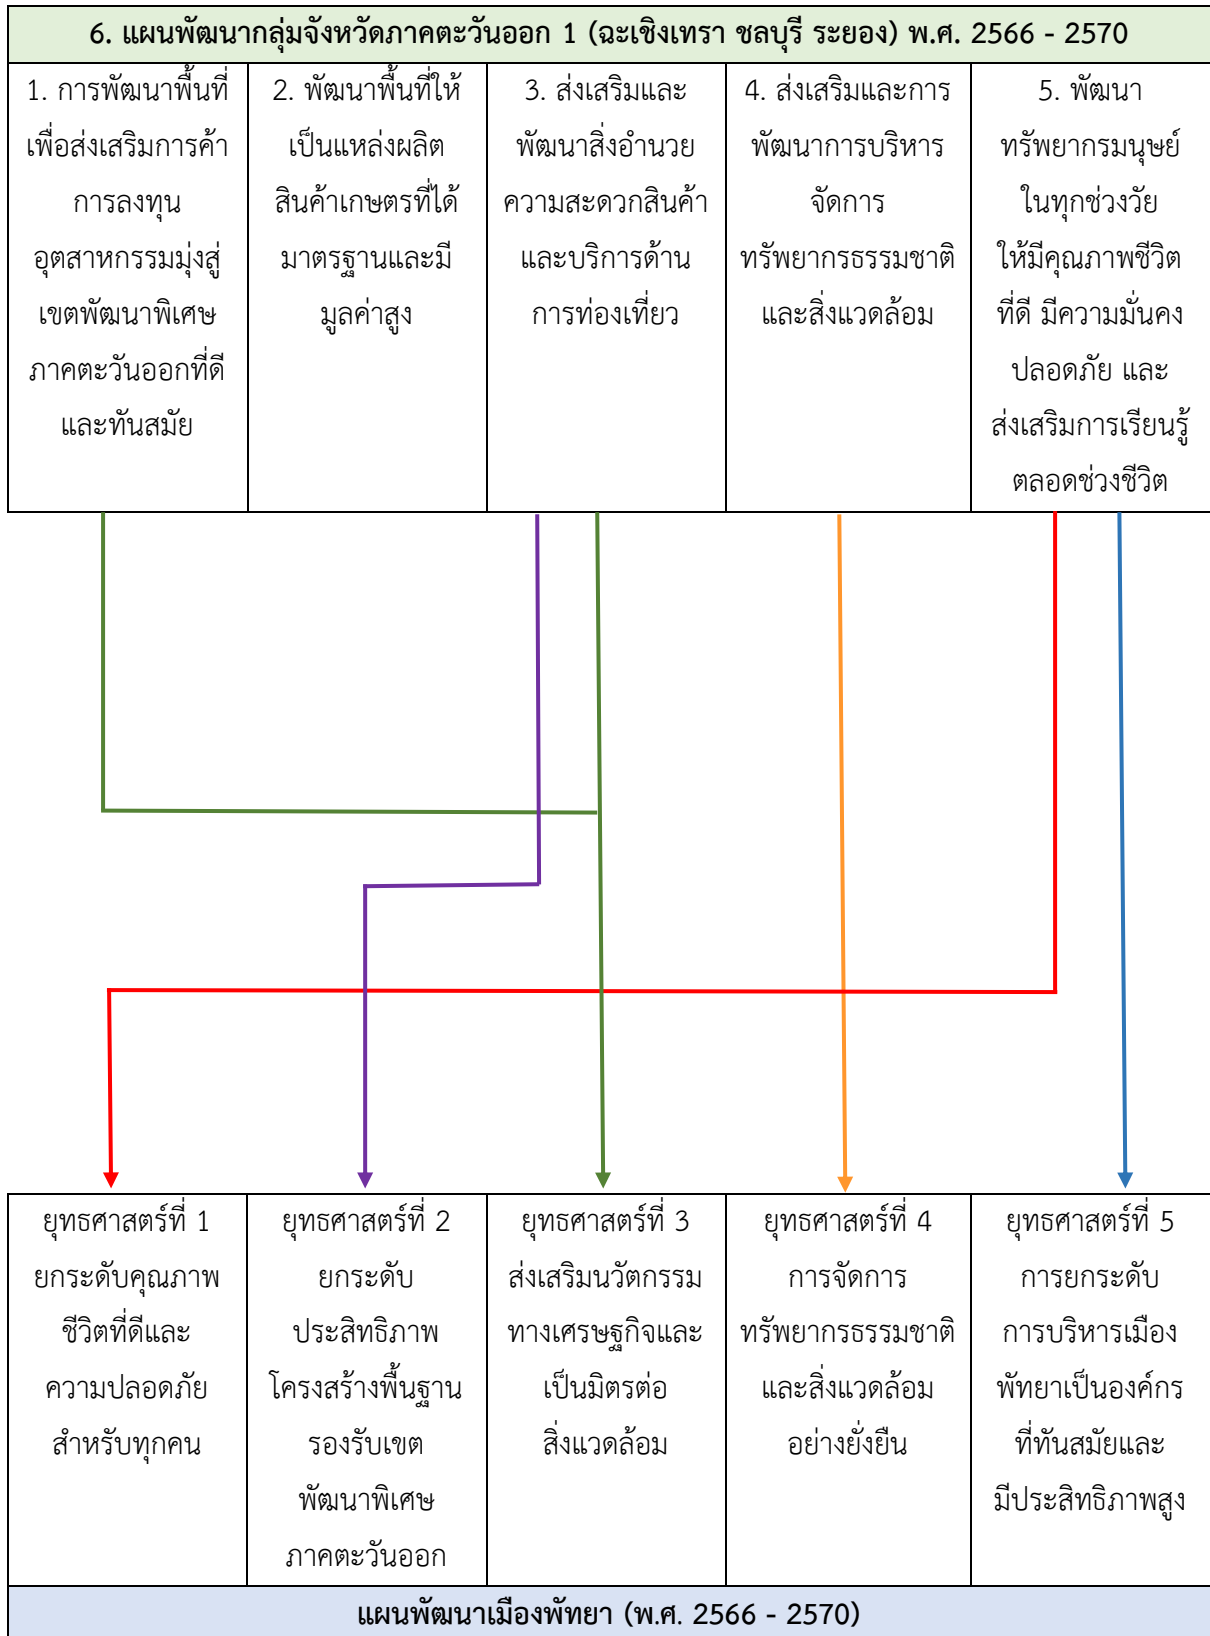 6. แผนพัฒนากลุ่มจังหวัดภาคตะวันออก 1 (ฉะเชิงเทรา ชลบุรี ระยอง) พ.ศ. 2566 - 2570
1. การพัฒนาพื้นที่
เพื่อส่งเสริมการค้า
การลงทุน
อุตสาหกรรมมุ่งสู่
เขตพัฒนาพิเศษ
ภาคตะวันออกที่ดี
และทันสมัย
2. พัฒนาพื้นที่ให้
เป็นแหล่งผลิต
สินค้าเกษตรที่ได้
มาตรฐานและมี
มูลค่าสูง
3. ส่งเสริมและ
พัฒนาสิ่งอำนวย
ความสะดวกสินค้า
และบริการด้าน
การท่องเที่ยว
4. ส่งเสริมและการ
พัฒนาการบริหาร
จัดการ
ทรัพยากรธรรมชาติ
และสิ่งแวดล้อม
5. พัฒนา
ทรัพยากรมนุษย์
ในทุกช่วงวัย
ให้มีคุณภาพชีวิต
ที่ดี มีความมั่นคง
ปลอดภัย และ
ส่งเสริมการเรียนรู้
ตลอดช่วงชีวิต
ยุทธศาสตร์ที่ 1
ยกระดับคุณภาพ
ชีวิตที่ดีและ
ความปลอดภัย
สำหรับทุกคน
ยุทธศาสตร์ที่ 2
ยกระดับ
ประสิทธิภาพ
โครงสร้างพื้นฐาน
รองรับเขต
พัฒนาพิเศษ
ภาคตะวันออก
ยุทธศาสตร์ที่ 3
ส่งเสริมนวัตกรรม
ทางเศรษฐกิจและ
เป็นมิตรต่อ
สิ่งแวดล้อม
ยุทธศาสตร์ที่ 4
การจัดการ
ทรัพยากรธรรมชาติ
และสิ่งแวดล้อม
อย่างยั่งยืน
ยุทธศาสตร์ที่ 5
การยกระดับ
การบริหารเมือง
พัทยาเป็นองค์กร
ที่ทันสมัยและ
มีประสิทธิภาพสูง
แผนพัฒนาเมืองพัทยา (พ.ศ. 2566 - 2570)